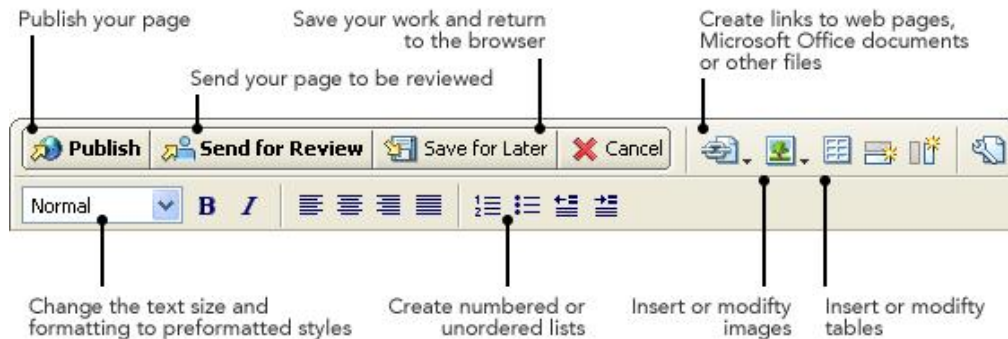 Publish your page
Save your work and return
to the browser
Create links to web pages,
Microsoft Office documents
or other files
Send your page to be reviewed
Publish Send for Review Save for Later Cancel
Normal B I
Change the text size and
formatting to preformatted styles
Create numbered or
unordered lists
Insert or modifty
images
Insert or modifty
tables